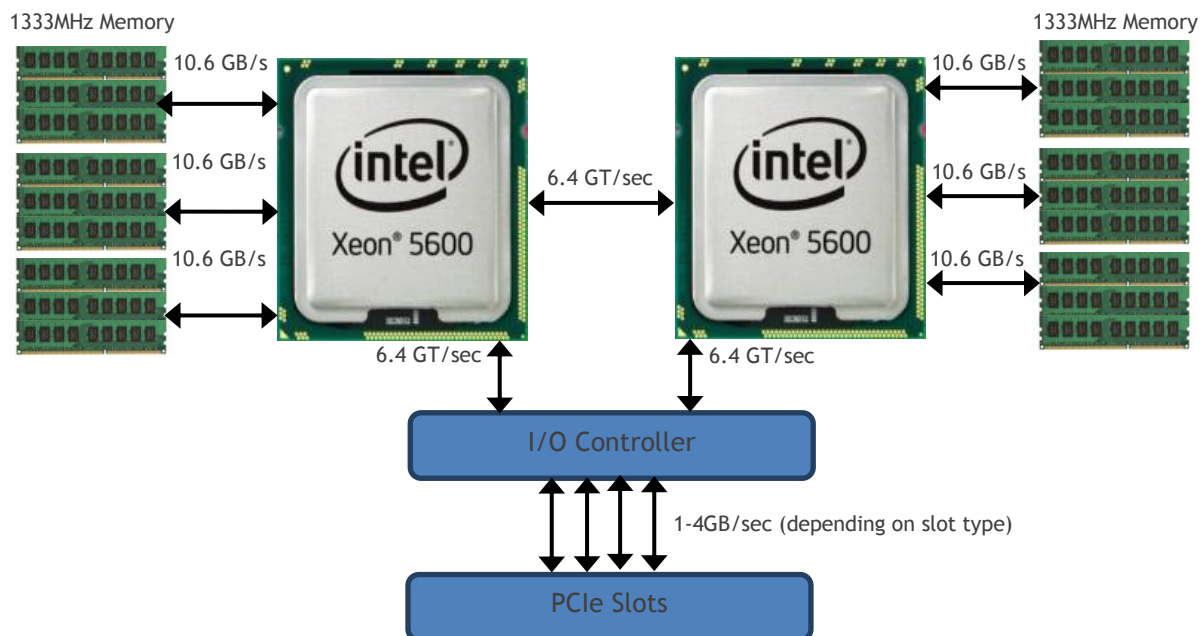 1333MHz Memory
1333MHz Memory
10.6 GB/s
10.6 GB/s
10.6 GB/s
10.6 GB/s
10.6 GB/s
10.6 GB/s
intel
Xeon® 5600
intel
Xeon® 5600
6.4 GT/sec
6.4 GT/sec
6.4 GT/sec
I/O Controller
1-4GB/sec (depending on slot type)
PCIe Slots